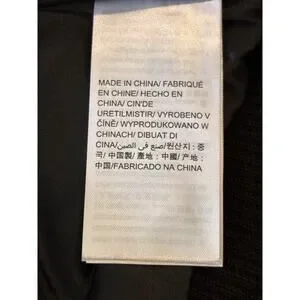 MADE IN CHINA/ FABRIQUÉ
EN CHINE/ HECHO EN
CHINA/ CIN'DE
URETILMISTIR/ VYROBENO V
ČÍNĚ/ WYPRODUKOWANO W
CHINACH/ DIBUAT DI
CINA/صنع في الصين/원산지 : 중
국/ 中国製/ 產地 : 中國/ 产地 :
中国/FABRICADO NA CHINA